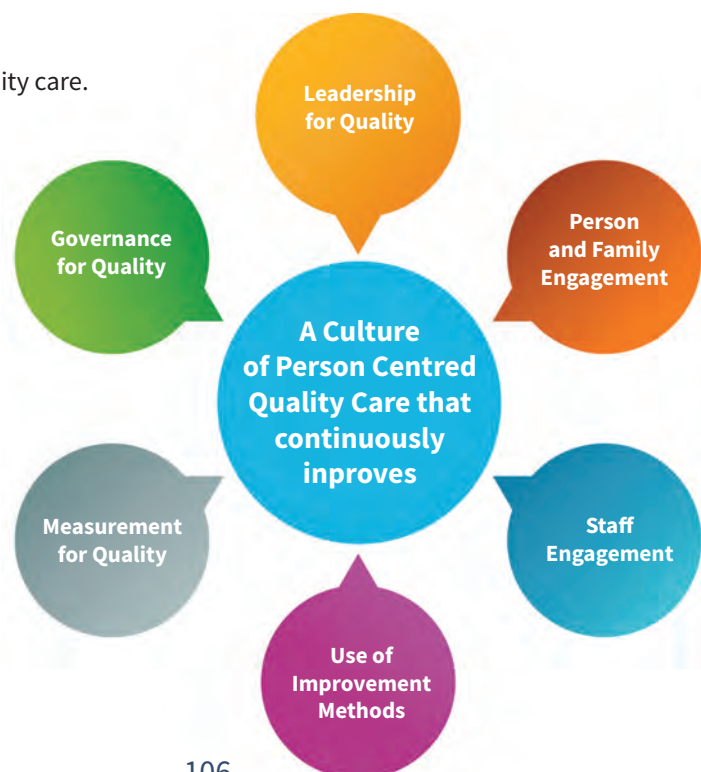 ity care.
Leadership
for Quality
Governance
for Quality
Person
and Family
Engagement
A Culture
of Person Centred
Quality Care that
continuously
inproves
Measurement
for Quality
Staff
Engagement
Use of
Improvement
Methods
106